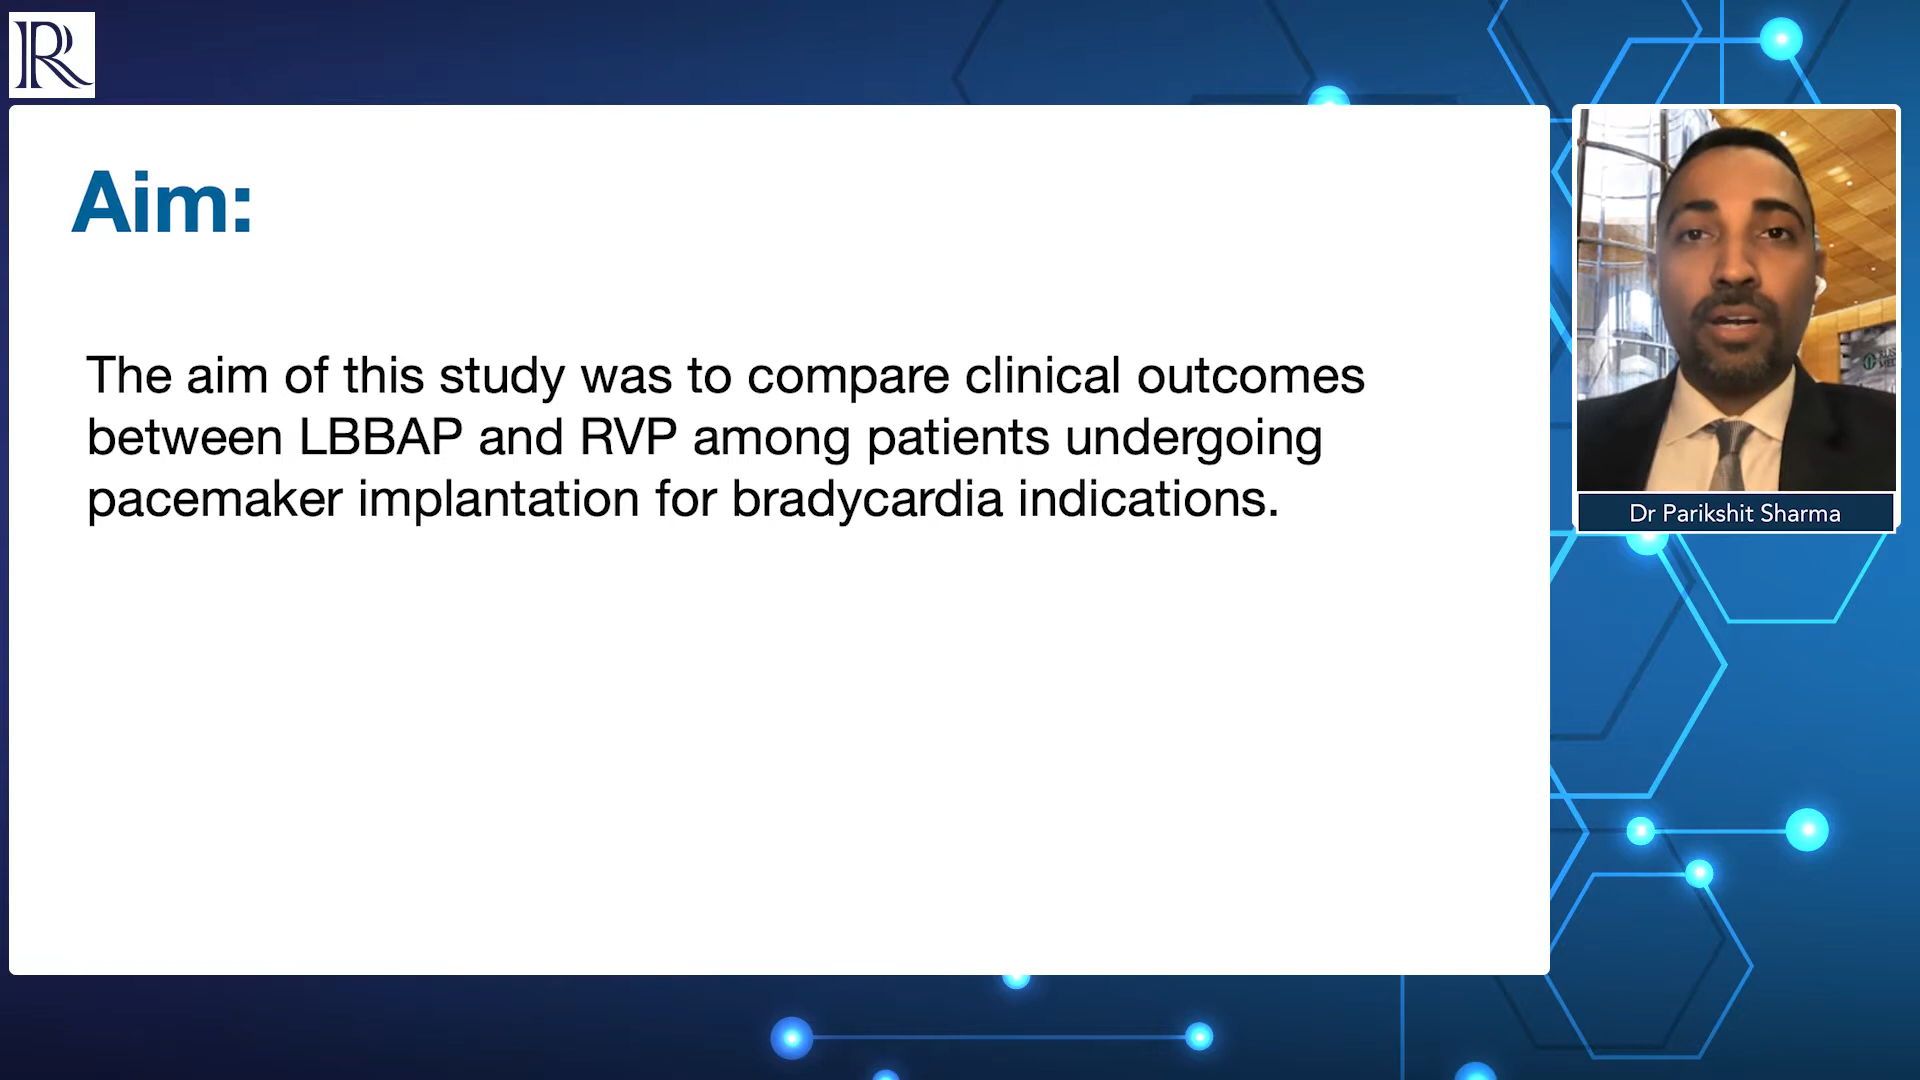 R
Aim:
The aim of this study was to compare clinical outcomes
between LBBAP and RVP among patients undergoing
pacemaker implantation for bradycardia indications.
Dr Parikshit Sharma